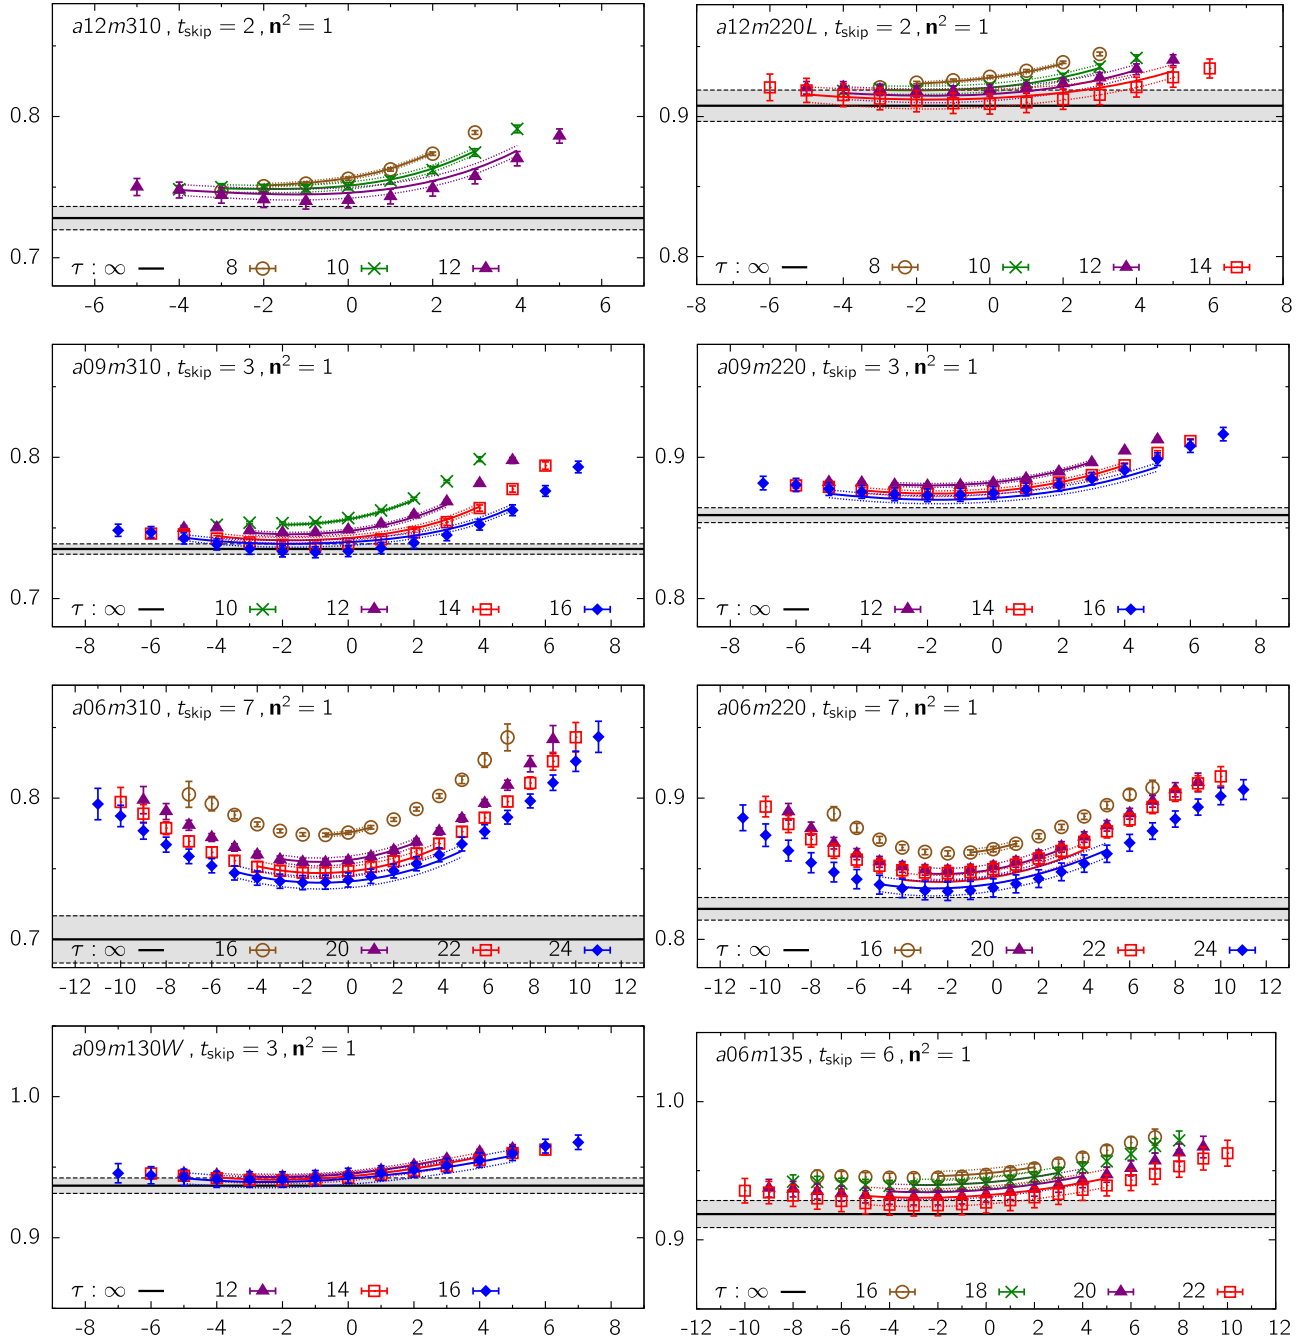 a12m310 , tskip = 2 , n² = 1
0.8
0.7
τ : ∞ 8 10 12
-6 -4 -2 0 2 4 6
a12m220L , tskip = 2 , n² = 1
0.9
0.8
τ : ∞ 8 10 12 14
-8 -6 -4 -2 0 2 4 6 8
a09m310 , tskip = 3 , n² = 1
0.8
0.7
τ : ∞ 10 12 14 16
-8 -6 -4 -2 0 2 4 6 8
a09m220 , tskip = 3 , n² = 1
0.9
0.8
τ : ∞ 12 14 16
-8 -6 -4 -2 0 2 4 6 8
a06m310 , tskip = 7 , n² = 1
0.8
0.7
τ : ∞ 16 20 22 24
-12 -10 -8 -6 -4 -2 0 2 4 6 8 10 12
a06m220 , tskip = 7 , n² = 1
0.9
0.8
τ : ∞ 16 20 22 24
-12 -10 -8 -6 -4 -2 0 2 4 6 8 10 12
a09m130W , tskip = 3 , n² = 1
1.0
0.9
τ : ∞ 12 14 16
-8 -6 -4 -2 0 2 4 6 8
a06m135 , tskip = 6 , n² = 1
1.0
0.9
τ : ∞ 16 18 20 22
-12 -10 -8 -6 -4 -2 0 2 4 6 8 10 12